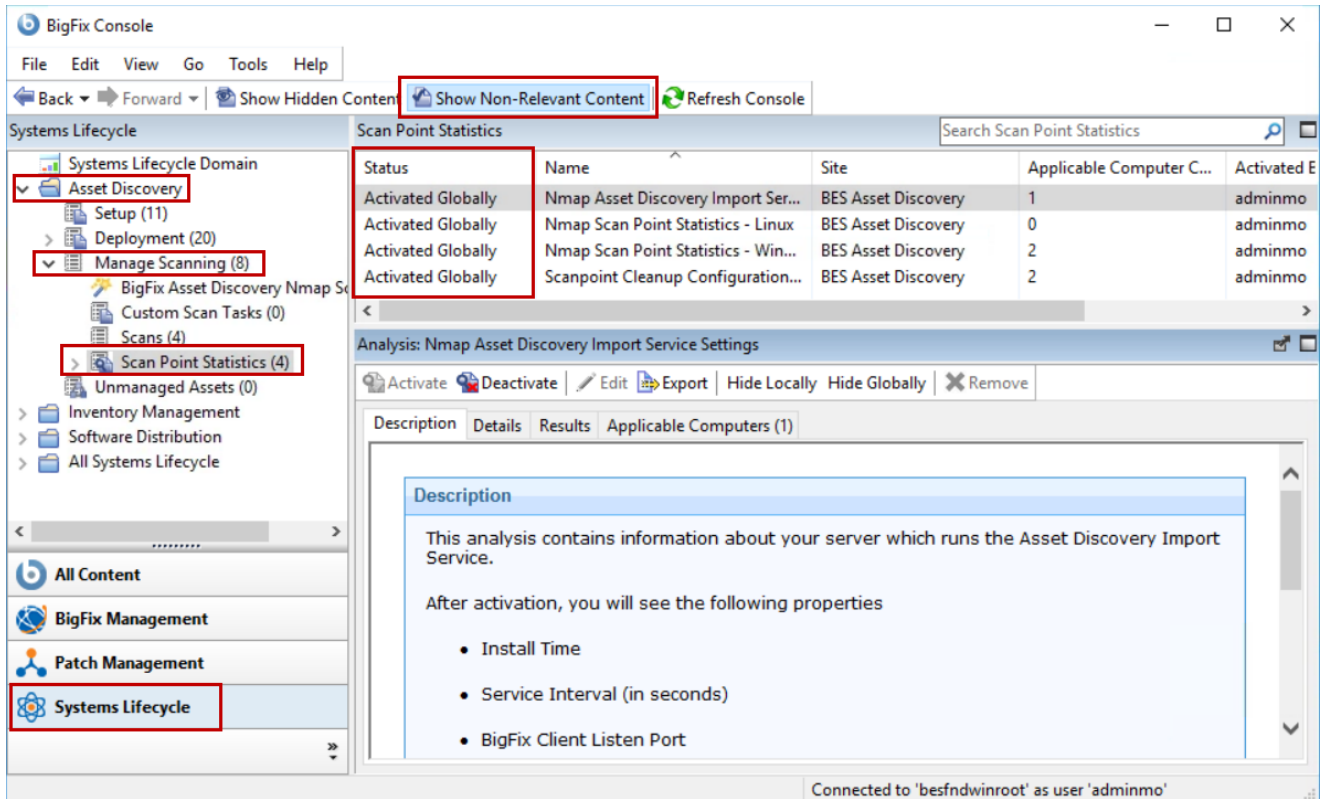 BigFix Console
File Edit View Go Tools Help
Back Forward Show Hidden Content Show Non-Relevant Content Refresh Console
Systems Lifecycle
Systems Lifecycle Domain
Asset Discovery
Setup (11)
Deployment (20)
Manage Scanning (8)
BigFix Asset Discovery Nmap Sc
Custom Scan Tasks (0)
Scans (4)
Scan Point Statistics (4)
Unmanaged Assets (0)
Inventory Management
Software Distribution
All Systems Lifecycle
All Content
BigFix Management
Patch Management
Systems Lifecycle
Scan Point Statistics Search Scan Point Statistics
Status Name Site Applicable Computer C... Activated E
Activated Globally Nmap Asset Discovery Import Ser... BES Asset Discovery 1 adminmo
Activated Globally Nmap Scan Point Statistics - Linux BES Asset Discovery 0 adminmo
Activated Globally Nmap Scan Point Statistics - Win... BES Asset Discovery 2 adminmo
Activated Globally Scanpoint Cleanup Configuration... BES Asset Discovery 2 adminmo
Analysis: Nmap Asset Discovery Import Service Settings
Activate Deactivate Edit Export Hide Locally Hide Globally Remove
Description Details Results Applicable Computers (1)
Description
This analysis contains information about your server which runs the Asset Discovery Import
Service.
After activation, you will see the following properties
• Install Time
• Service Interval (in seconds)
• BigFix Client Listen Port
Connected to 'besfndwinroot' as user 'adminmo'